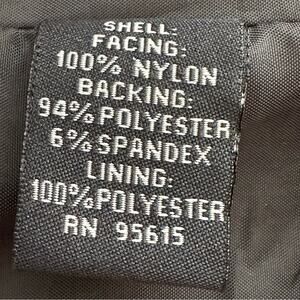 SHELL:
FACING:
100% NYLON
BACKING:
94% POLYESTER
6% SPANDEX
LINING:
100% POLYESTER
RN 95615